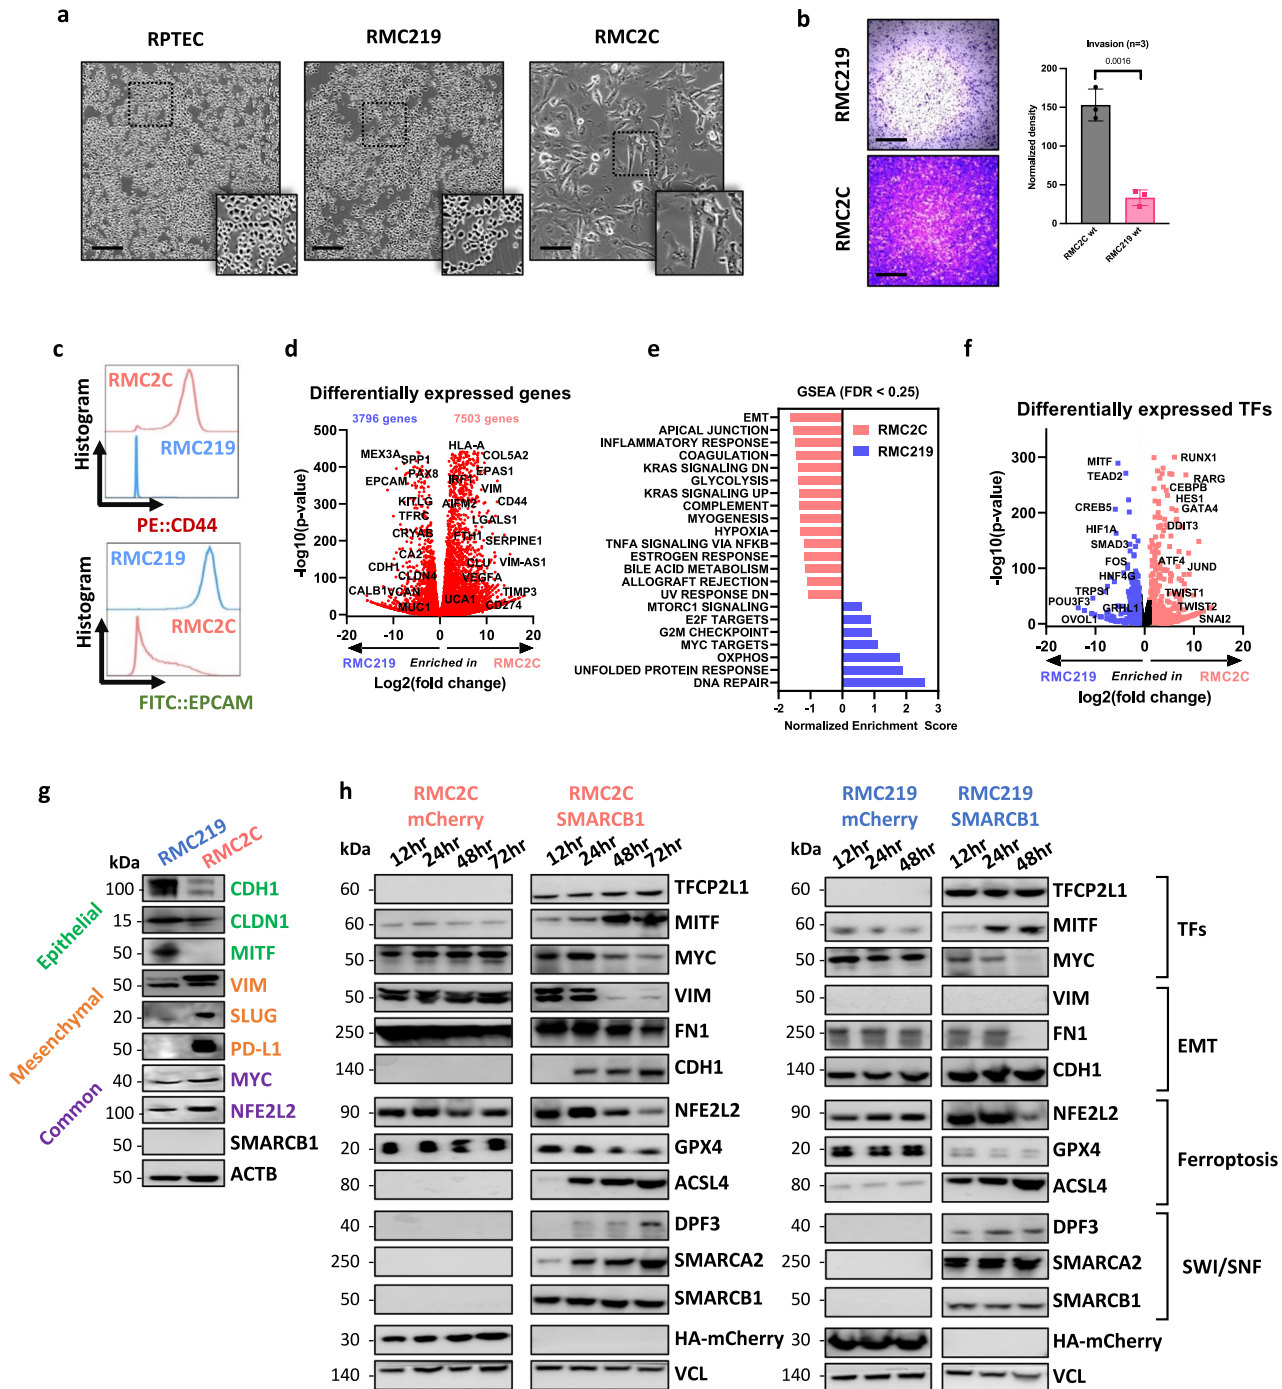 a
RPTEC
RMC219
RMC2C
b
RMC219
RMC2C
Invasion (n=3)
0.0016
Normalized density
200
150
100
50
0
RMC2C wt
RMC219 wt
c
Histogram
RMC2C
RMC219
PE::CD44
Histogram
RMC219
RMC2C
FITC::EPCAM
d
Differentially expressed genes
3796 genes
7503 genes
-log10(p-value)
500
400
300
200
100
0
MEX3A
SPP1
HLA-A
COL5A2
PAX8
EPCAM
IRF1
EPAS1
VIM
KITLG
AIFM2
CD44
TFRC
LGALS1
CRYAB
FTH1
SERPINE1
CA2
CDH1
CLU
VIM-AS1
CLDN4
VEGFA
CALB1
VCAN
TIMP3
MUC1
UCA1
CD274
-20
-10
0
10
20
RMC219
Enriched in
RMC2C
Log2(fold change)
e
GSEA (FDR < 0.25)
EMT
APICAL JUNCTION
INFLAMMATORY RESPONSE
COAGULATION
KRAS SIGNALING DN
GLYCOLYSIS
KRAS SIGNALING UP
COMPLEMENT
MYOGENESIS
HYPOXIA
TNFA SIGNALING VIA NFKB
ESTROGEN RESPONSE
BILE ACID METABOLISM
ALLOGRAFT REJECTION
UV RESPONSE DN
MTORC1 SIGNALING
E2F TARGETS
G2M CHECKPOINT
MYC TARGETS
OXPHOS
UNFOLDED PROTEIN RESPONSE
DNA REPAIR
RMC2C
RMC219
-2
-1
0
1
2
3
Normalized Enrichment Score
f
Differentially expressed TFs
-log10(p-value)
300
200
100
0
MITF
RUNX1
TEAD2
RARG
CEBPB
HES1
CREB5
GATA4
HIF1A
DDIT3
SMAD3
FOS
ATF4
JUND
HNF4G
TRPS1
TWIST1
POU3F3
GRHL1
TWIST2
OVOL1
SNAI2
-20
-10
0
10
20
RMC219
Enriched in
RMC2C
log2(fold change)
g
RMC219
RMC2C
kDa
Epithelial
Mesenchymal
Common
100
CDH1
15
CLDN1
50
MITF
50
VIM
20
SLUG
50
PD-L1
40
MYC
100
NFE2L2
50
SMARCB1
50
ACTB
h
RMC2C
mCherry
RMC2C
SMARCB1
kDa
12hr
24hr
48hr
72hr
12hr
24hr
48hr
72hr
60
TFCP2L1
60
MITF
50
MYC
50
VIM
250
FN1
140
CDH1
90
NFE2L2
20
GPX4
80
ACSL4
40
DPF3
250
SMARCA2
50
SMARCB1
30
HA-mCherry
140
VCL
RMC219
mCherry
RMC219
SMARCB1
kDa
12hr
24hr
48hr
12hr
24hr
48hr
60
TFCP2L1
60
MITF
50
MYC
TFs
50
VIM
250
FN1
140
CDH1
EMT
90
NFE2L2
20
GPX4
80
ACSL4
Ferroptosis
40
DPF3
250
SMARCA2
50
SMARCB1
SWI/SNF
30
HA-mCherry
140
VCL